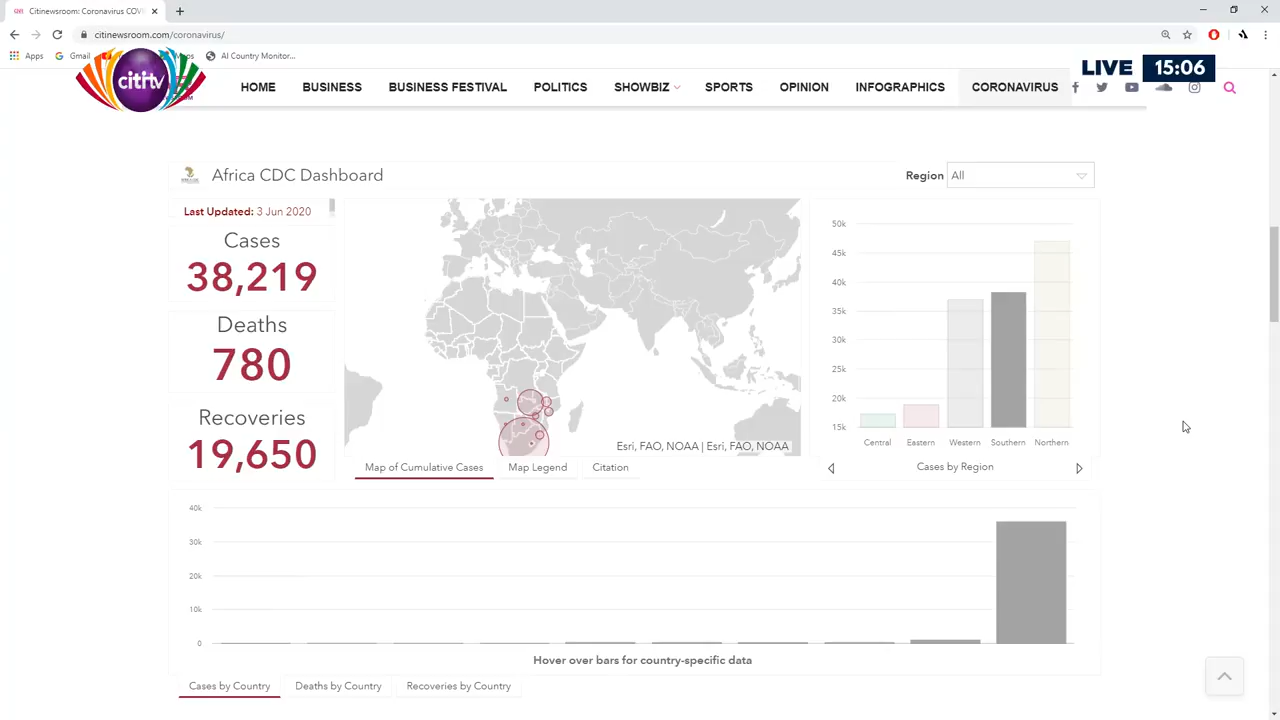 Citinewsroom: Coronavirus COV
citinewsroom.com/coronavirus/
Apps
Gmail
Maps
AI Country Monitor...
citi tv
LIVE 15:06
HOME BUSINESS BUSINESS FESTIVAL POLITICS SHOWBIZ SPORTS OPINION INFOGRAPHICS CORONAVIRUS
Africa CDC Dashboard
Region All
Last Updated: 3 Jun 2020
Cases
38,219
Deaths
780
Recoveries
19,650
Esri, FAO, NOAA | Esri, FAO, NOAA
Map of Cumulative Cases Map Legend Citation
50k
45k
40k
35k
30k
25k
20k
15k
Central Eastern Western Southern Northern
Cases by Region
40k
30k
20k
10k
0
Hover over bars for country-specific data
Cases by Country Deaths by Country Recoveries by Country